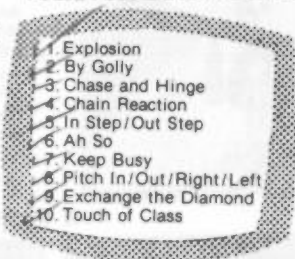 1. Explosion
2. By Golly
3. Chase and Hinge
4. Chain Reaction
5. In Step/Out Step
6. Ah So
7. Keep Busy
8. Pitch In/Out/Right/Left
9. Exchange the Diamond
10. Touch of Class